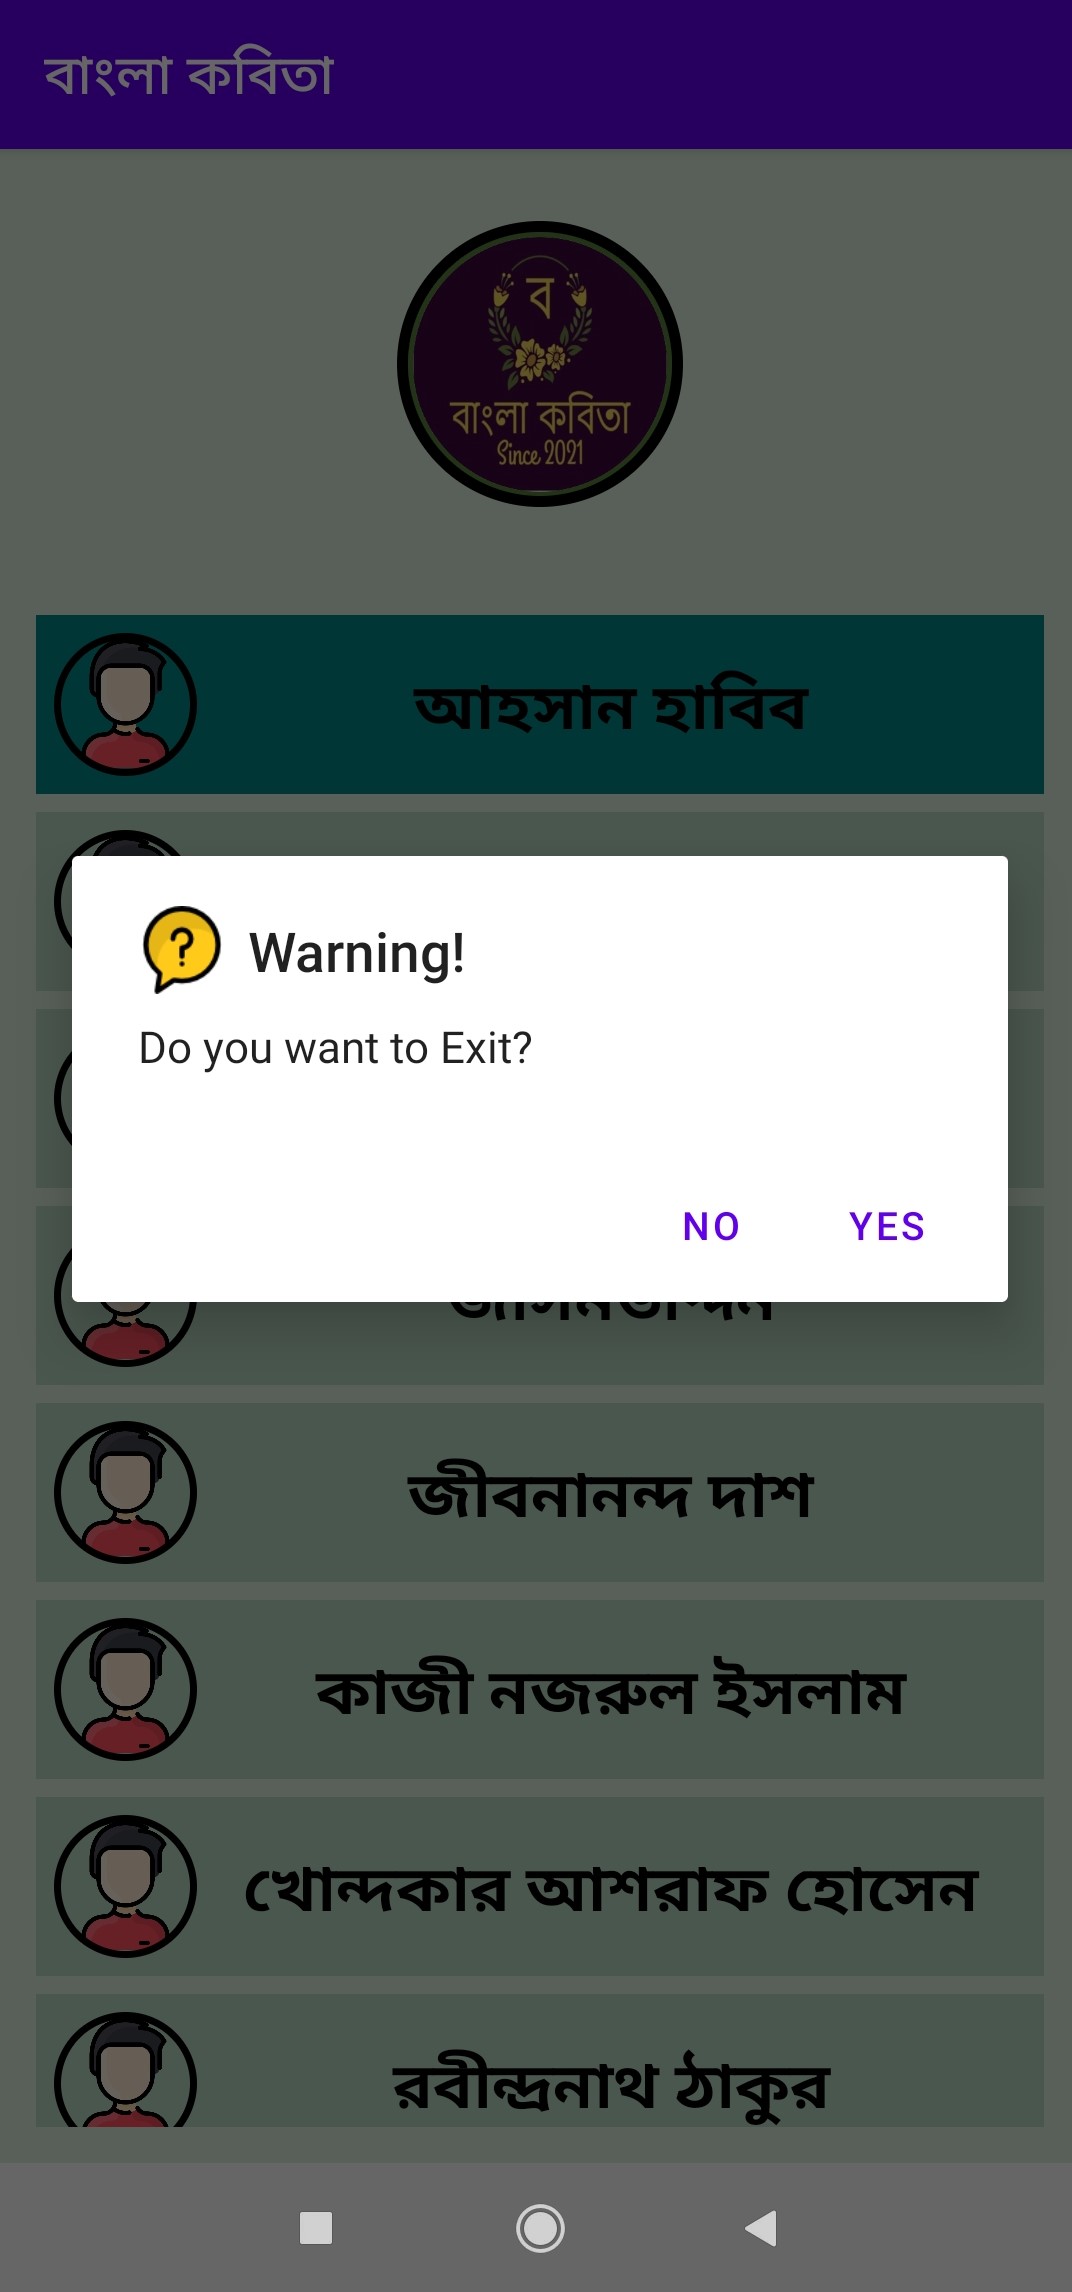 বাংলা কবিতা
ব
বাংলা কবিতা
Since 2021
আহসান হাবিব
Warning!
Do you want to Exit?
NO YES
জীবনানন্দ দাশ
কাজী নজরুল ইসলাম
খোন্দকার আশরাফ হোসেন
রবীন্দ্রনাথ ঠাকুর